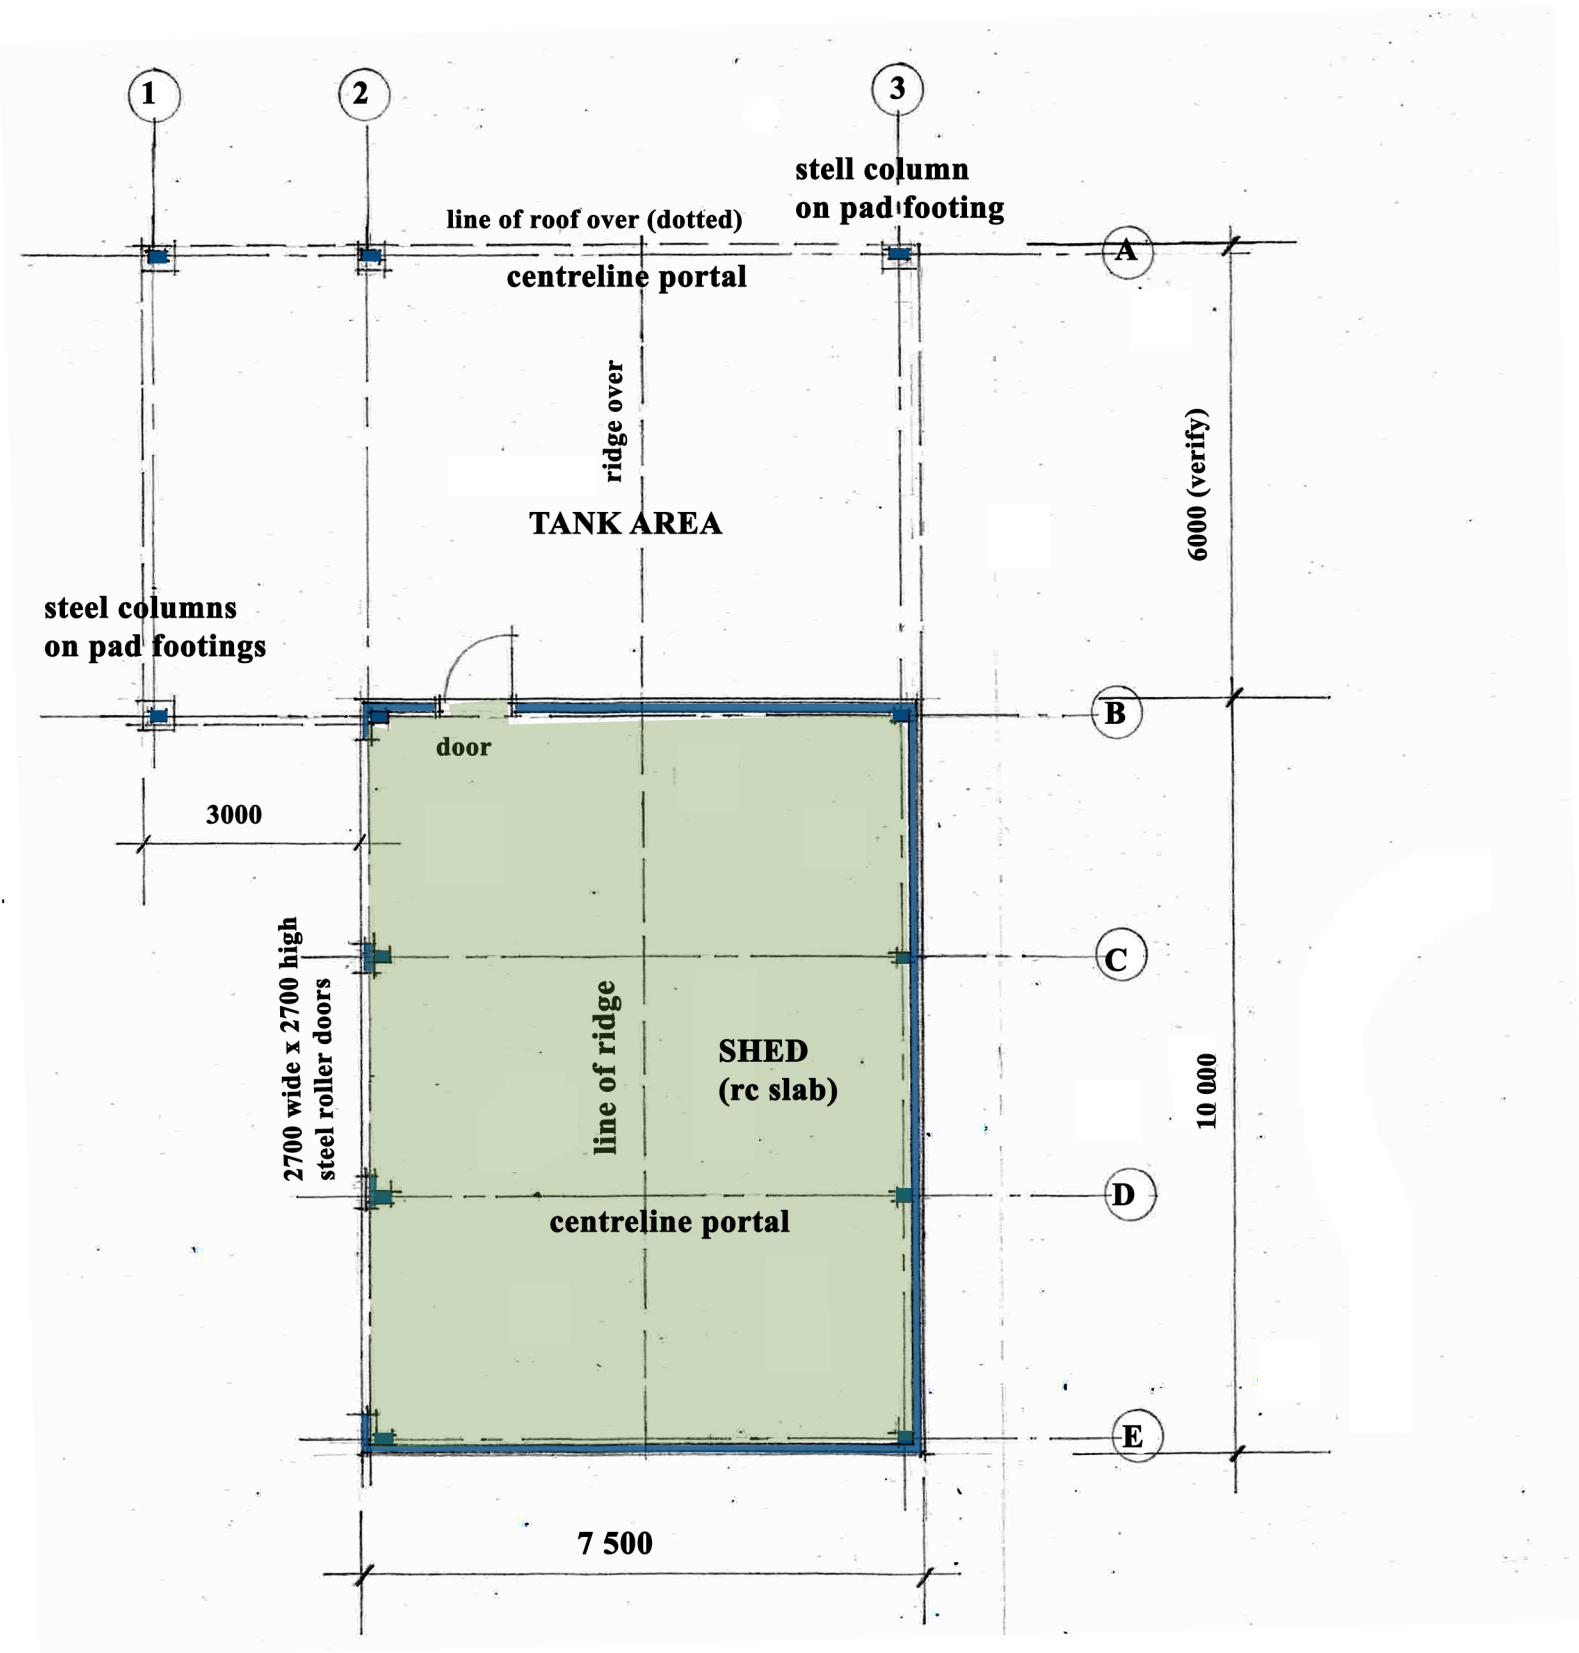 1
2
3
stell column
on pad footing
line of roof over (dotted)
A
centreline portal
ridge over
6000 (verify)
TANK AREA
steel columns
on pad footings
B
door
3000
2700 wide x 2700 high
steel roller doors
C
line of ridge
SHED
(rc slab)
10 000
D
centreline portal
E
7 500